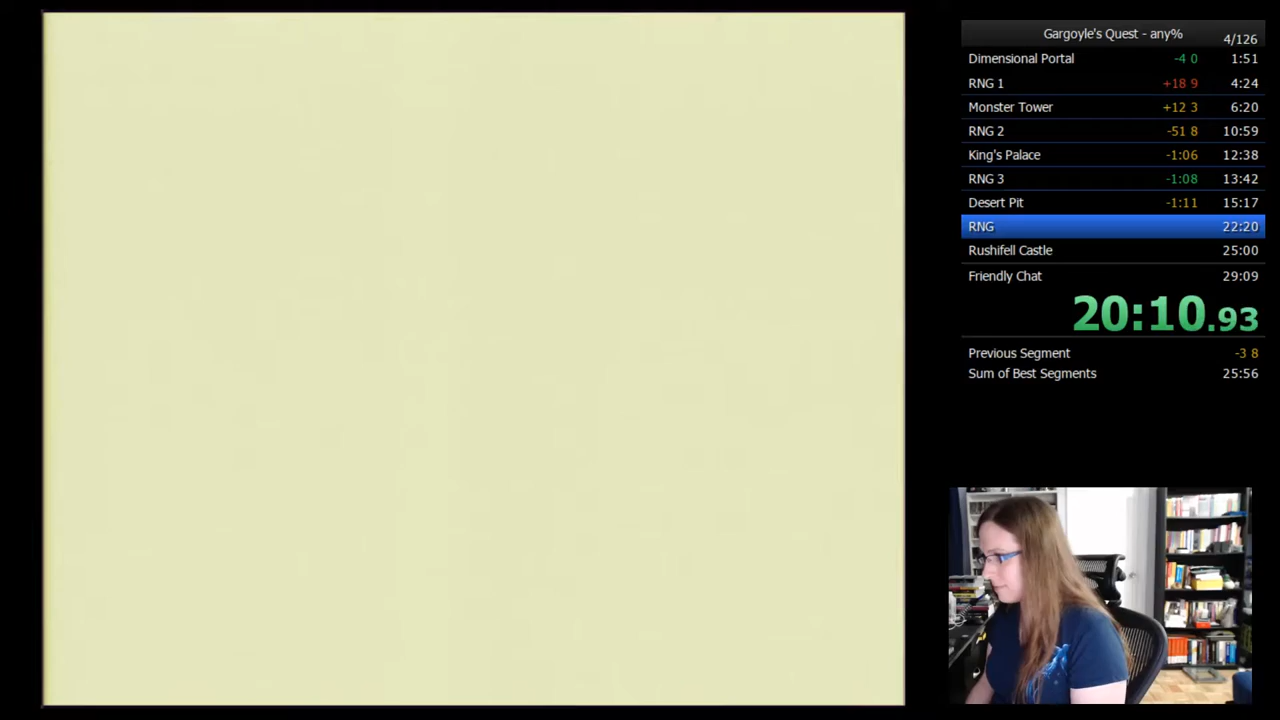 Gargoyle's Quest - any%
4/126
Dimensional Portal -4 0 1:51
RNG 1 +18 9 4:24
Monster Tower +12 3 6:20
RNG 2 -51 8 10:59
King's Palace -1:06 12:38
RNG 3 -1:08 13:42
Desert Pit -1:11 15:17
RNG 22:20
Rushifell Castle 25:00
Friendly Chat 29:09
20:10.93
Previous Segment -3 8
Sum of Best Segments 25:56